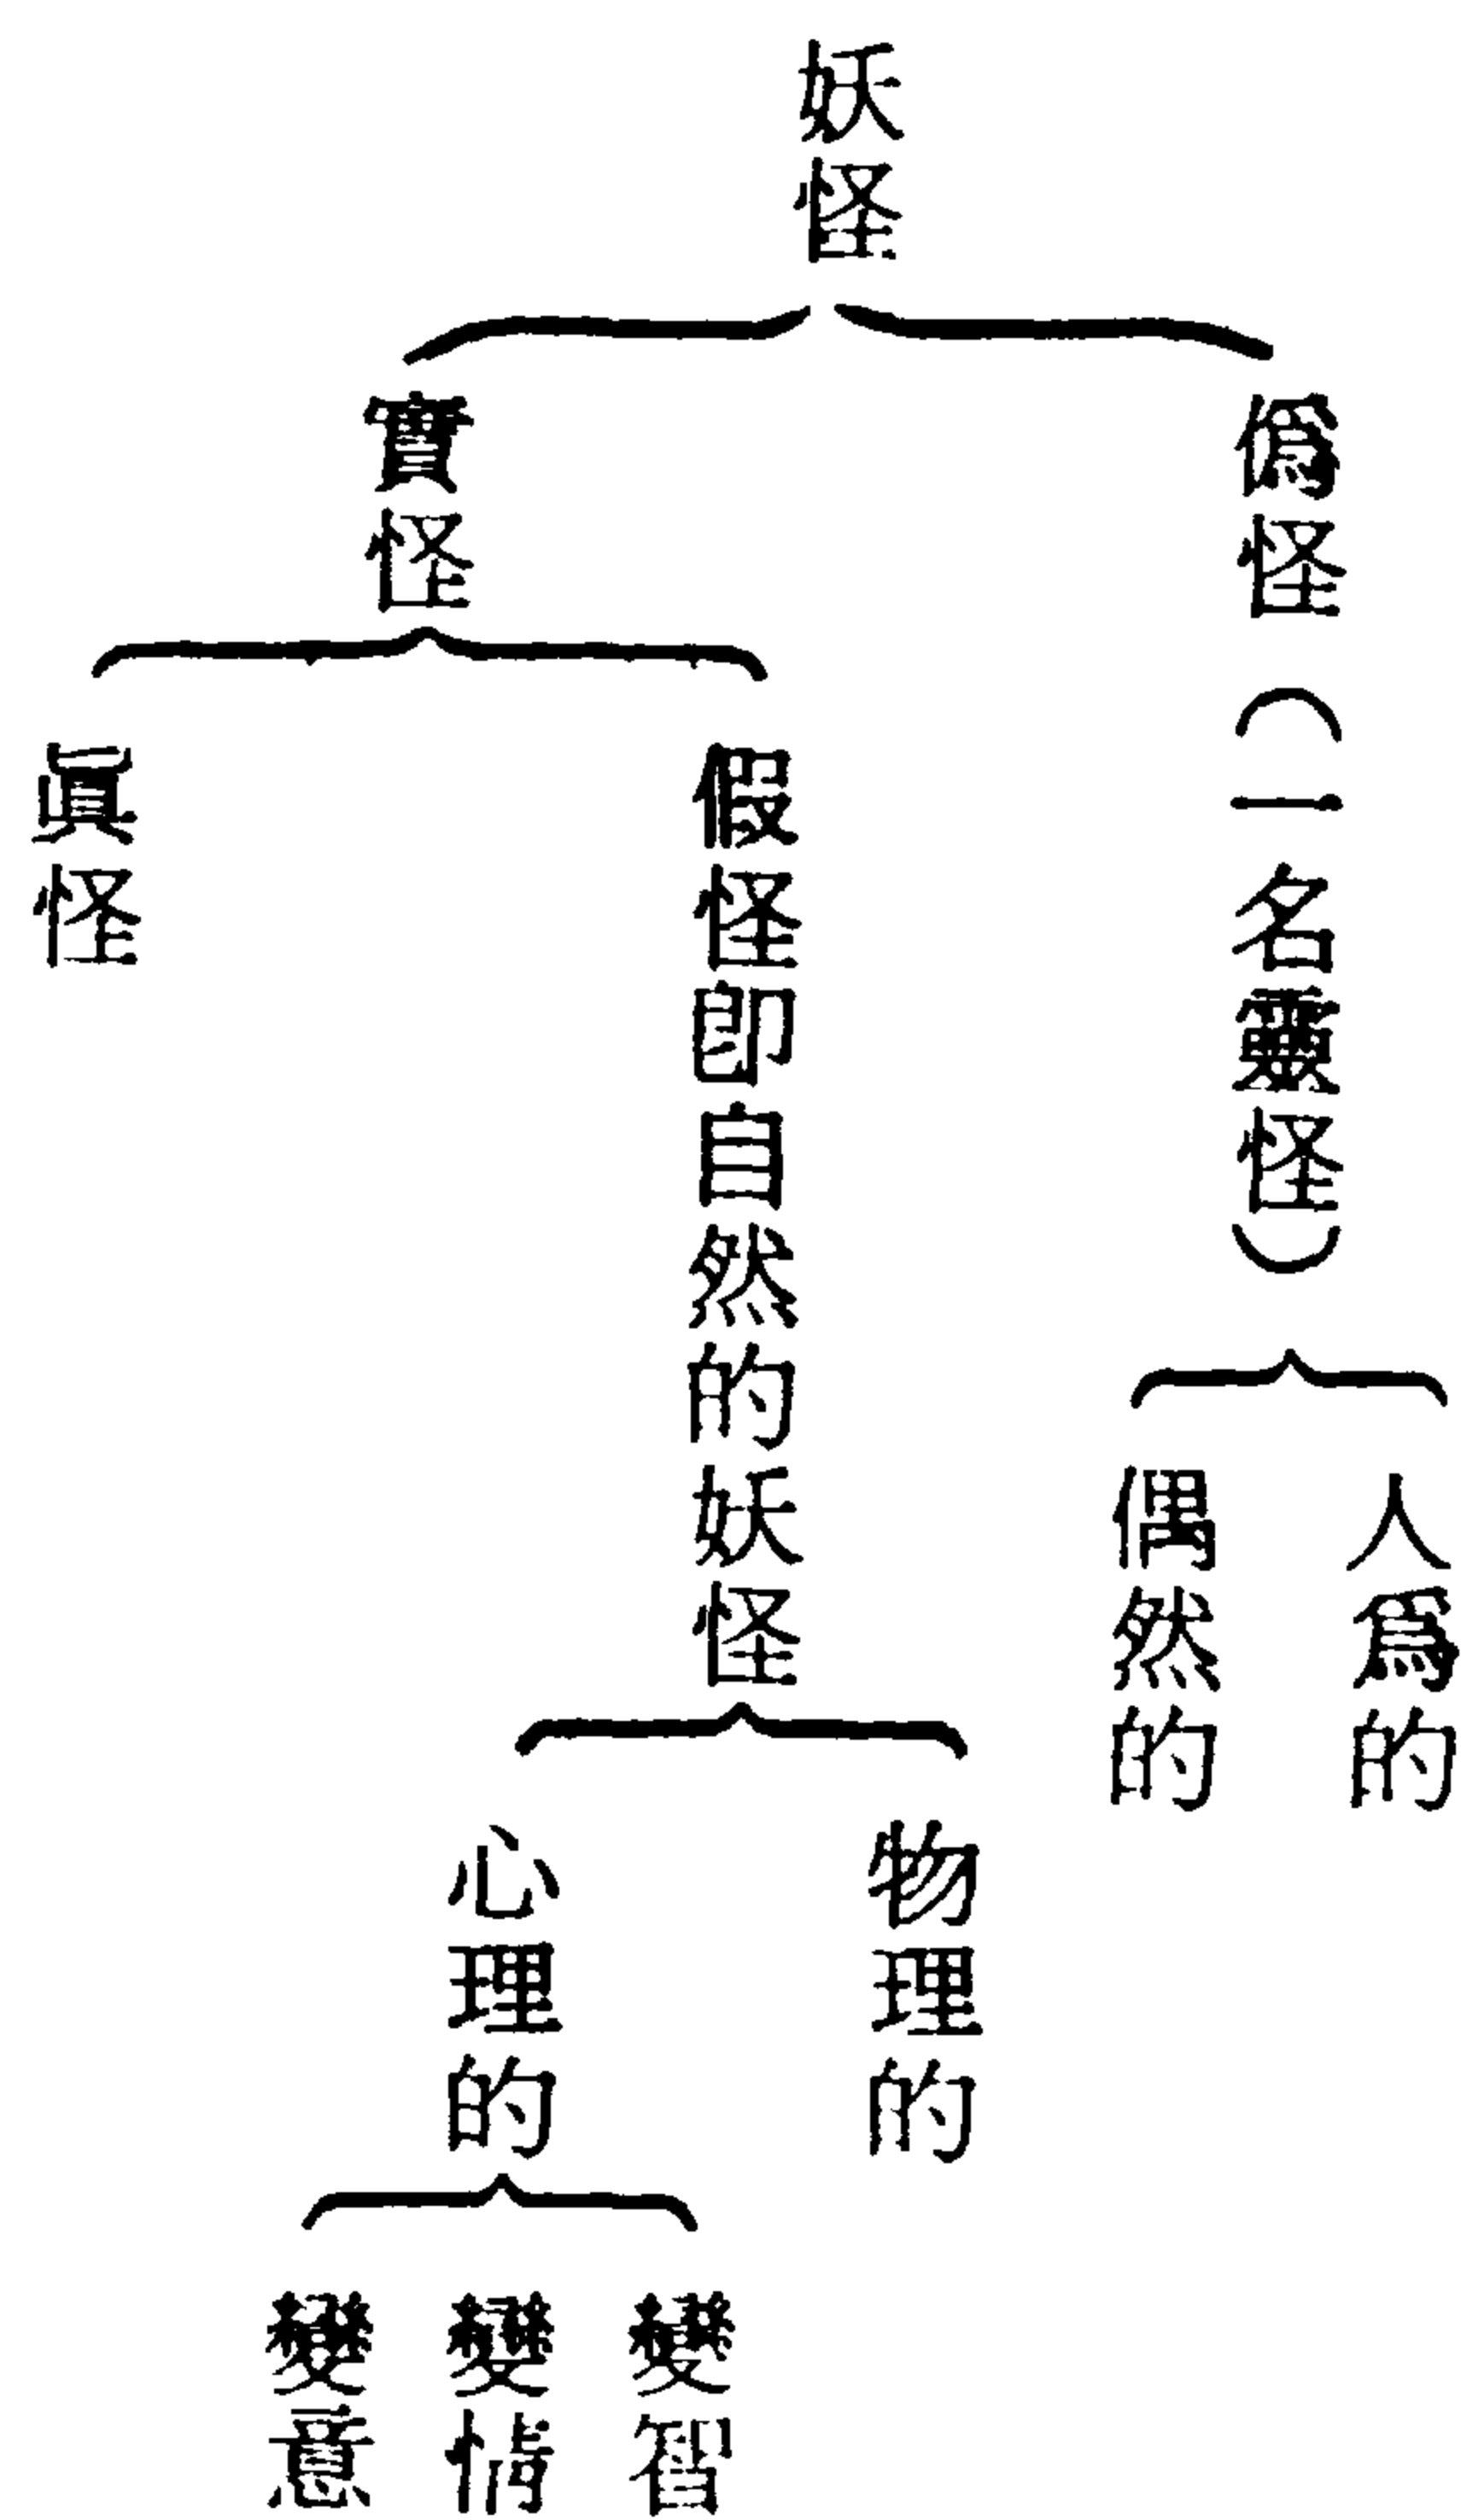 妖怪
僞怪（一名靈怪）
人爲的
偶然的
實怪
假怪即自然的妖怪
物理的
心理的
變智
變情
變意
眞怪